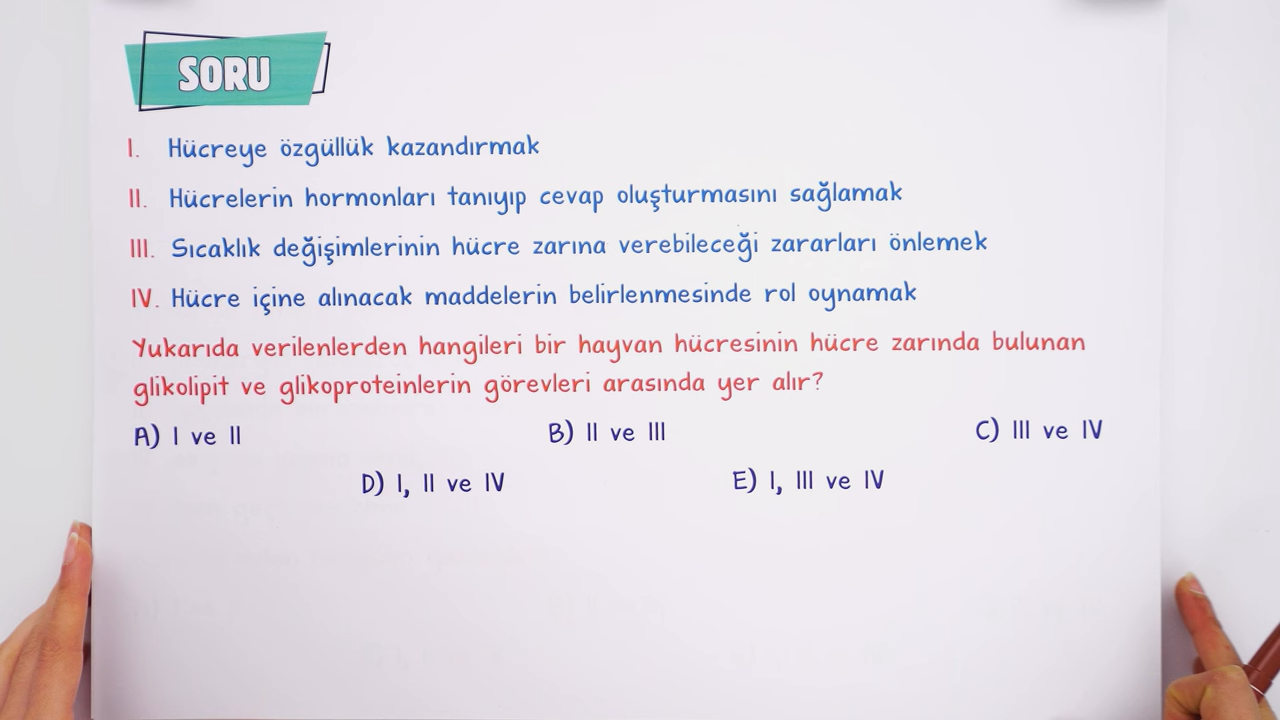 SORU
I. Hücreye özgüllük kazandırmak
II. Hücrelerin hormonları tanıyıp cevap oluşturmasını sağlamak
III. Sıcaklık değişimlerinin hücre zarına verebileceği zararları önlemek
IV. Hücre içine alınacak maddelerin belirlenmesinde rol oynamak
Yukarıda verilenlerden hangileri bir hayvan hücresinin hücre zarında bulunan
glikolipit ve glikoproteinlerin görevleri arasında yer alır?
A) I ve II B) II ve III C) III ve IV
D) I, II ve IV E) I, III ve IV